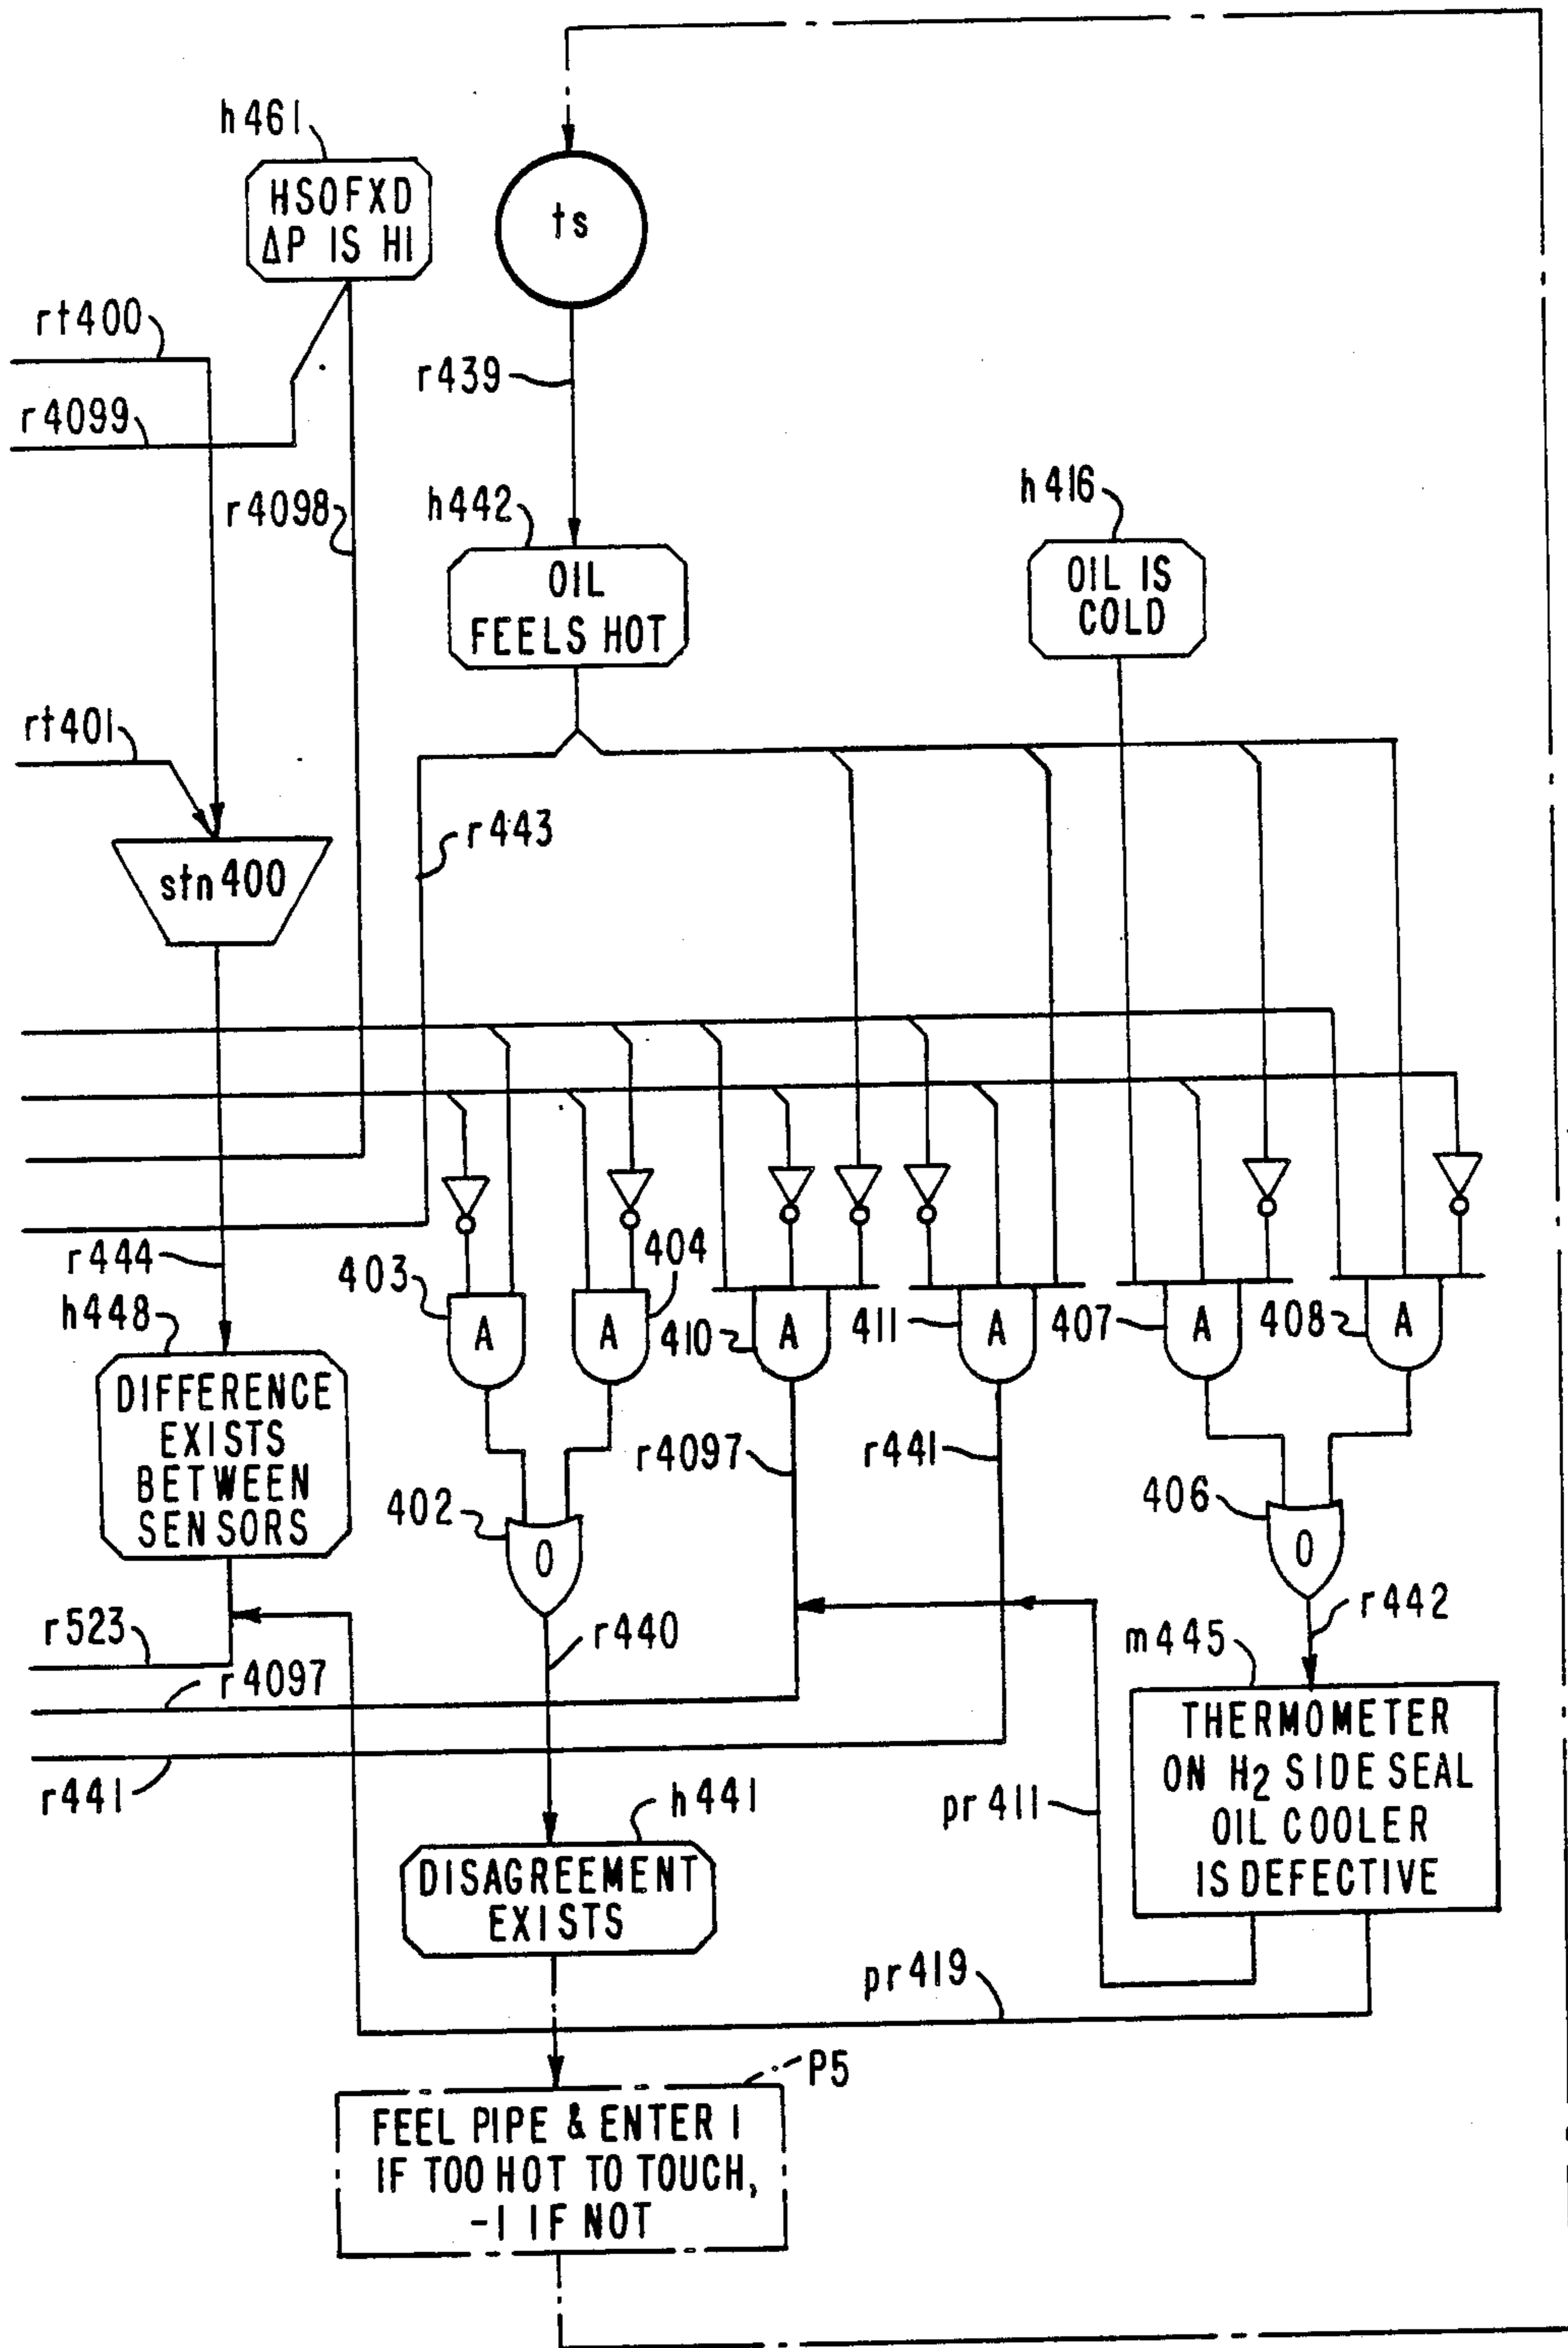 h461
HSOFXD
ΔP IS HI
ts
rt400
r439
r4099
r4098
h442
h416
OIL
FEELS HOT
OIL IS
COLD
rt401
r443
stn400
r444
403
404
h448
A
A
410
A
411
A
407
A
408
A
DIFFERENCE
EXISTS
BETWEEN
SENSORS
r4097
r441
402
O
406
O
r523
r440
r442
m445
r4097
r441
THERMOMETER
ON H2 SIDE SEAL
OIL COOLER
IS DEFECTIVE
h441
pr411
DISAGREEMENT
EXISTS
pr419
P5
FEEL PIPE & ENTER 1
IF TOO HOT TO TOUCH,
-1 IF NOT